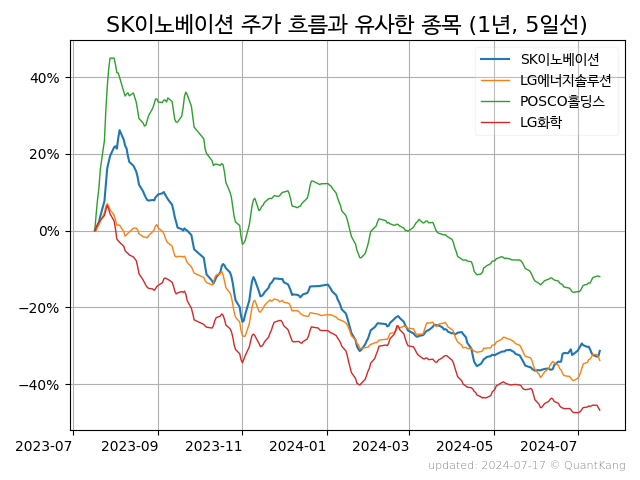 SK이노베이션 주가 흐름과 유사한 종목 (1년, 5일선)
SK이노베이션
LG에너지솔루션
POSCO홀딩스
LG화학
40%
20%
0%
−20%
−40%
2023-07 2023-09 2023-11 2024-01 2024-03 2024-05 2024-07
updated: 2024-07-17 © QuantKang